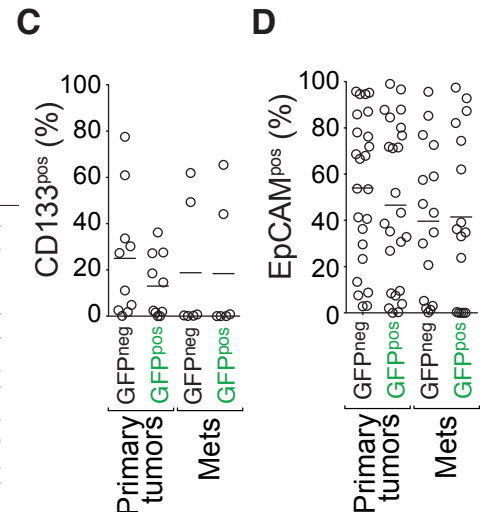 C
CD133pos (%)
100
80
60
40
20
0
GFPneg
GFPpos
GFPneg
GFPpos
Primary
tumors
Mets
D
EpCAMpos (%)
100
80
60
40
20
0
GFPneg
GFPpos
GFPneg
GFPpos
Primary
tumors
Mets